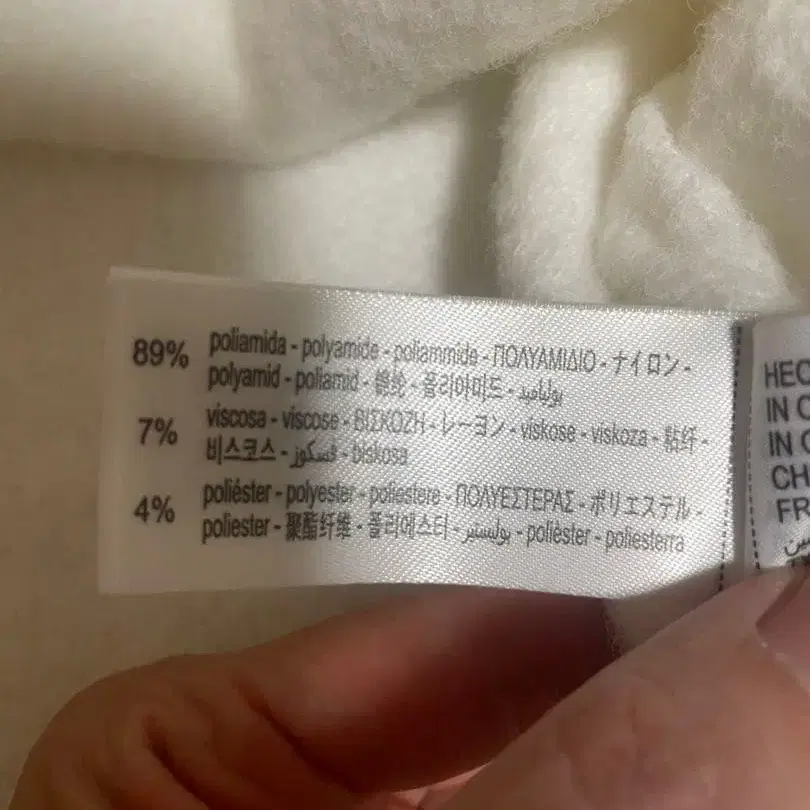 89% poliamida - polyamide - poliammide - ΠΟΛΥΑΜΙΔΙΟ - ナイロン -
polyamid - poliamid - 锦纶 - 폴리아미드 - بولياميد
7% viscosa - viscose - ΒΙΣΚΟΖΗ - レーヨン - viskose - viskoza - 粘纤 -
비스코스 - فسكوز - biskosa
4% poliéster - polyester - poliestere - ΠΟΛΥΕΣΤΕΡΑΣ - ポリエステル -
poliester - 聚酯纤维 - 폴리에스터 - بوليستير - polièster - poliesterra
HEC
IN C
IN C
CH
FR